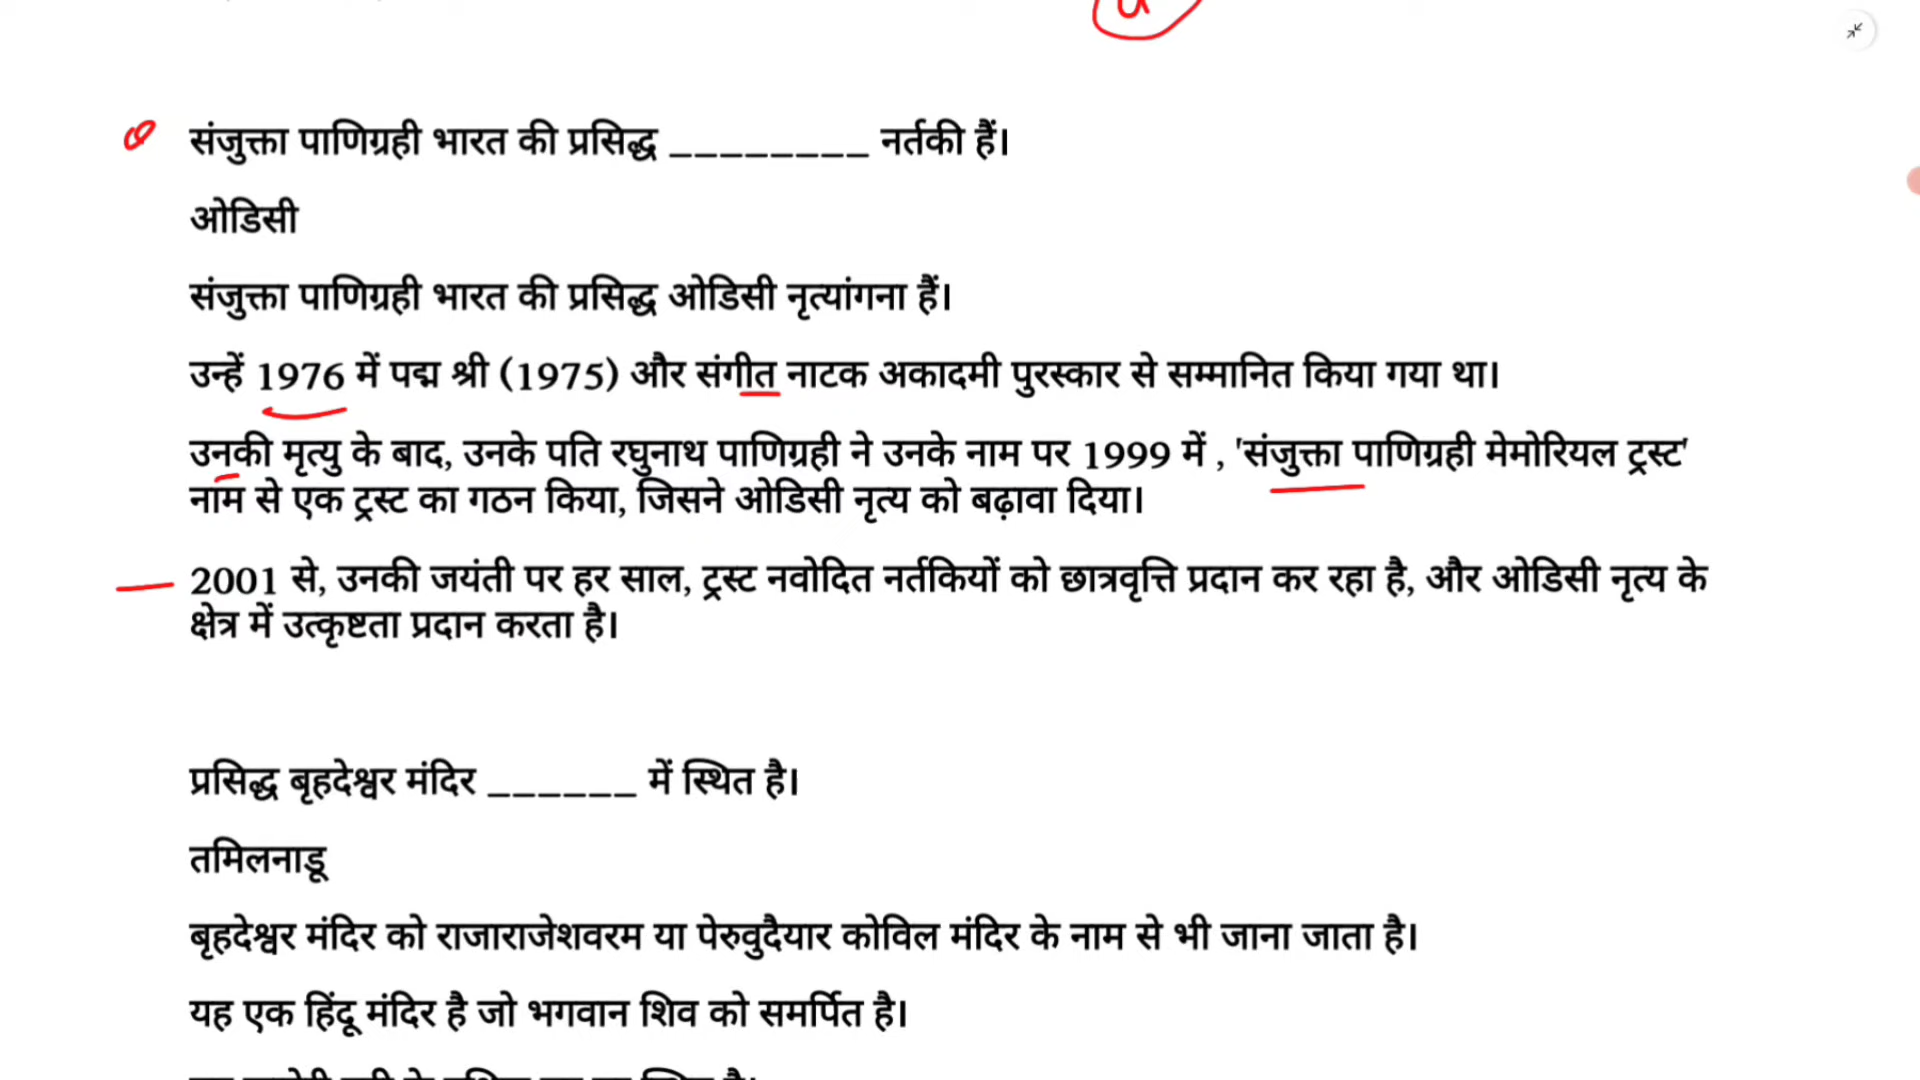 संजुक्ता पाणिग्रही भारत की प्रसिद्ध ________ नर्तकी हैं।
ओडिसी
संजुक्ता पाणिग्रही भारत की प्रसिद्ध ओडिसी नृत्यांगना हैं।
उन्हें 1976 में पद्म श्री (1975) और संगीत नाटक अकादमी पुरस्कार से सम्मानित किया गया था।
उनकी मृत्यु के बाद, उनके पति रघुनाथ पाणिग्रही ने उनके नाम पर 1999 में , 'संजुक्ता पाणिग्रही मेमोरियल ट्रस्ट'
नाम से एक ट्रस्ट का गठन किया, जिसने ओडिसी नृत्य को बढ़ावा दिया।
2001 से, उनकी जयंती पर हर साल, ट्रस्ट नवोदित नर्तकियों को छात्रवृत्ति प्रदान कर रहा है, और ओडिसी नृत्य के
क्षेत्र में उत्कृष्टता प्रदान करता है।
प्रसिद्ध बृहदेश्वर मंदिर ______ में स्थित है।
तमिलनाडू
बृहदेश्वर मंदिर को राजाराजेशवरम या पेरुवुदैयार कोविल मंदिर के नाम से भी जाना जाता है।
यह एक हिंदू मंदिर है जो भगवान शिव को समर्पित है।